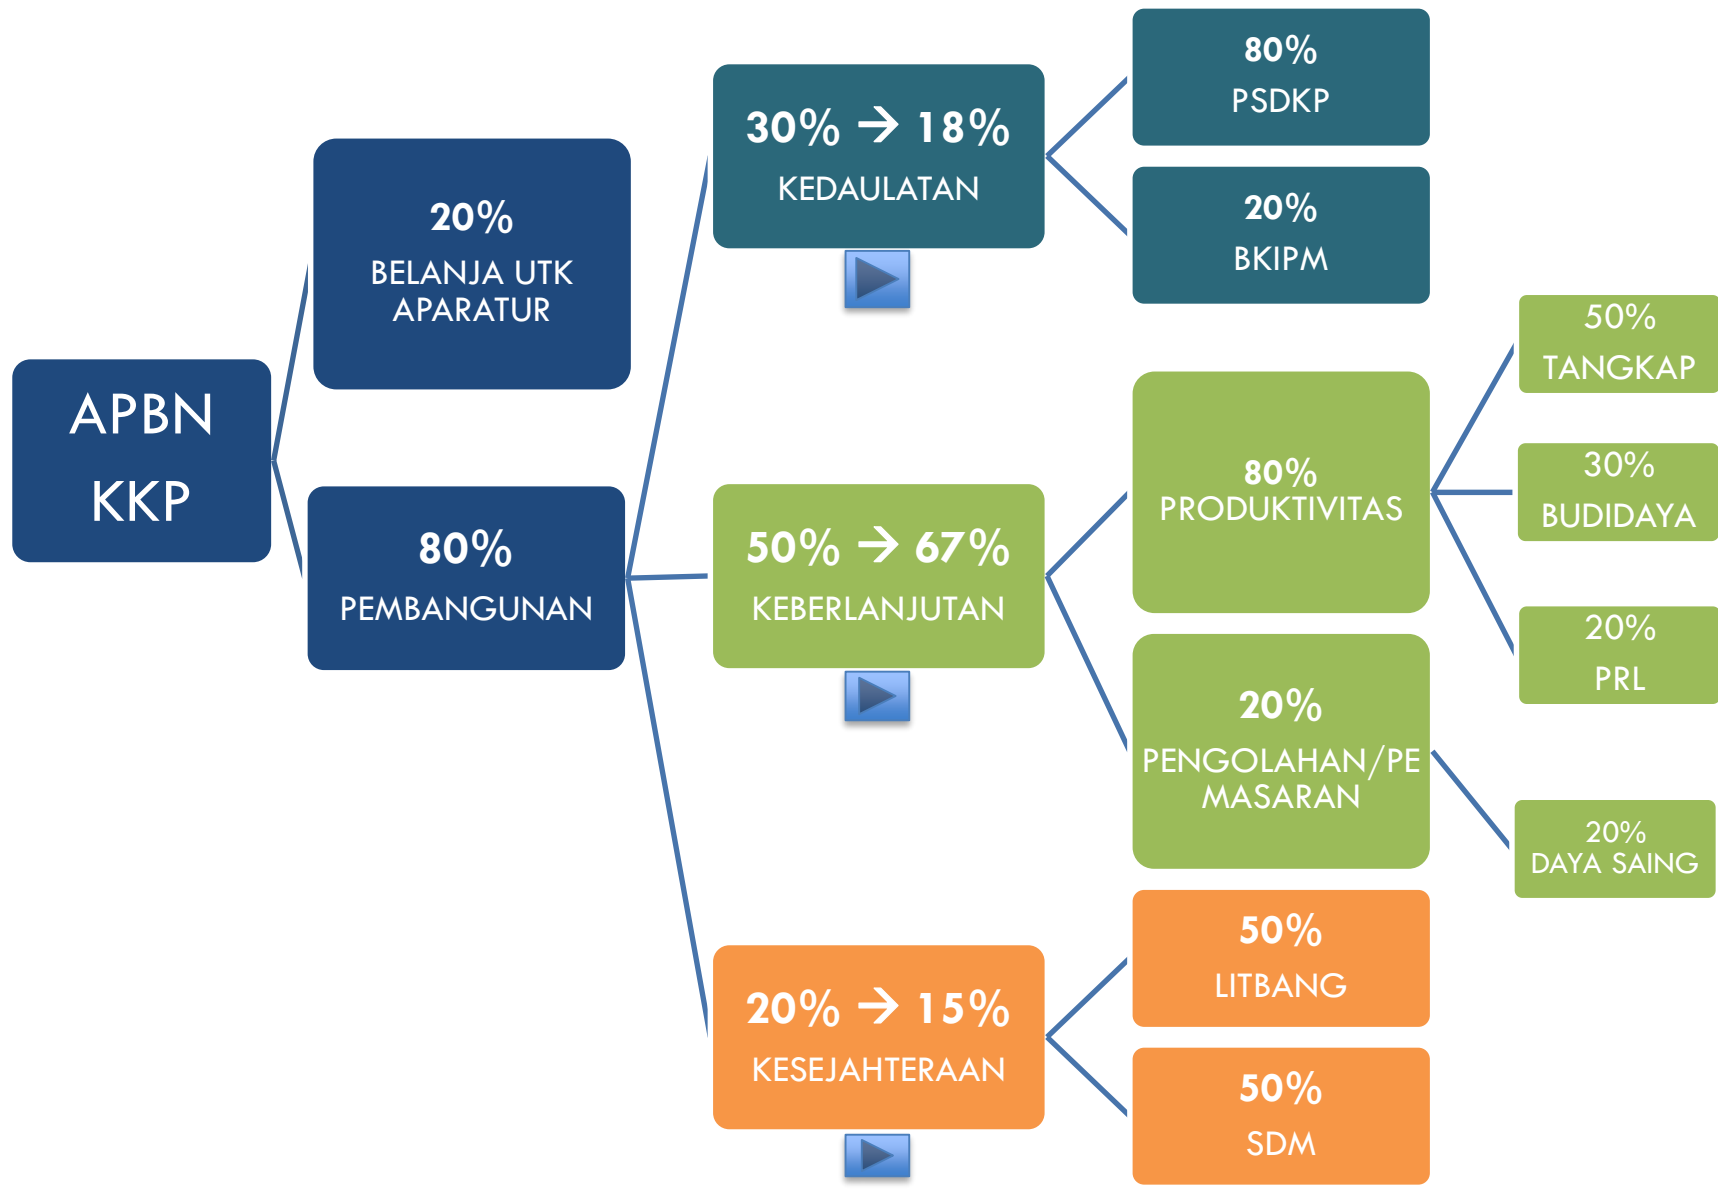 APBN
KKP
20%
BELANJA UTK
APARATUR
80%
PEMBANGUNAN
30% → 18%
KEDAULATAN
50% → 67%
KEBERLANJUTAN
20% → 15%
KESEJAHTERAAN
80%
PSDKP
20%
BKIPM
80%
PRODUKTIVITAS
20%
PENGOLAHAN/PE
MASARAN
50%
LITBANG
50%
SDM
50%
TANGKAP
30%
BUDIDAYA
20%
PRL
20%
DAYA SAING